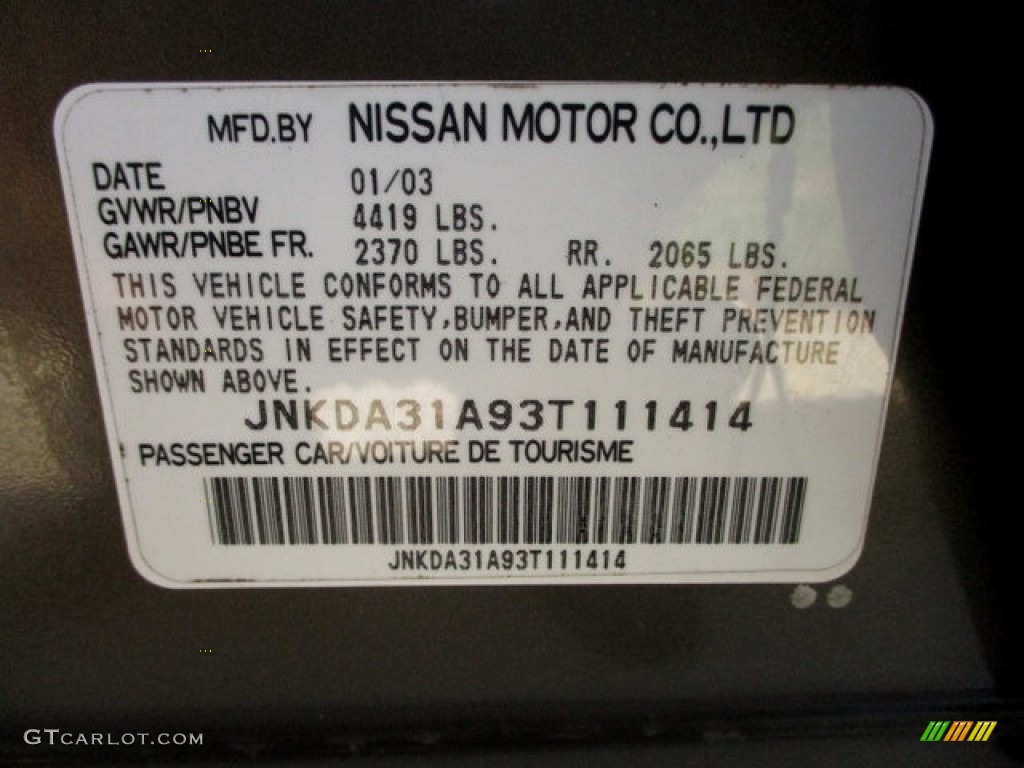 MFD.BY NISSAN MOTOR CO.,LTD
DATE 01/03
GVWR/PNBV 4419 LBS.
GAWR/PNBE FR. 2370 LBS. RR. 2065 LBS.
THIS VEHICLE CONFORMS TO ALL APPLICABLE FEDERAL
MOTOR VEHICLE SAFETY,BUMPER,AND THEFT PREVENTION
STANDARDS IN EFFECT ON THE DATE OF MANUFACTURE
SHOWN ABOVE.
JNKDA31A93T111414
PASSENGER CAR/VOITURE DE TOURISME
JNKDA31A93T111414
GTCARLOT.COM